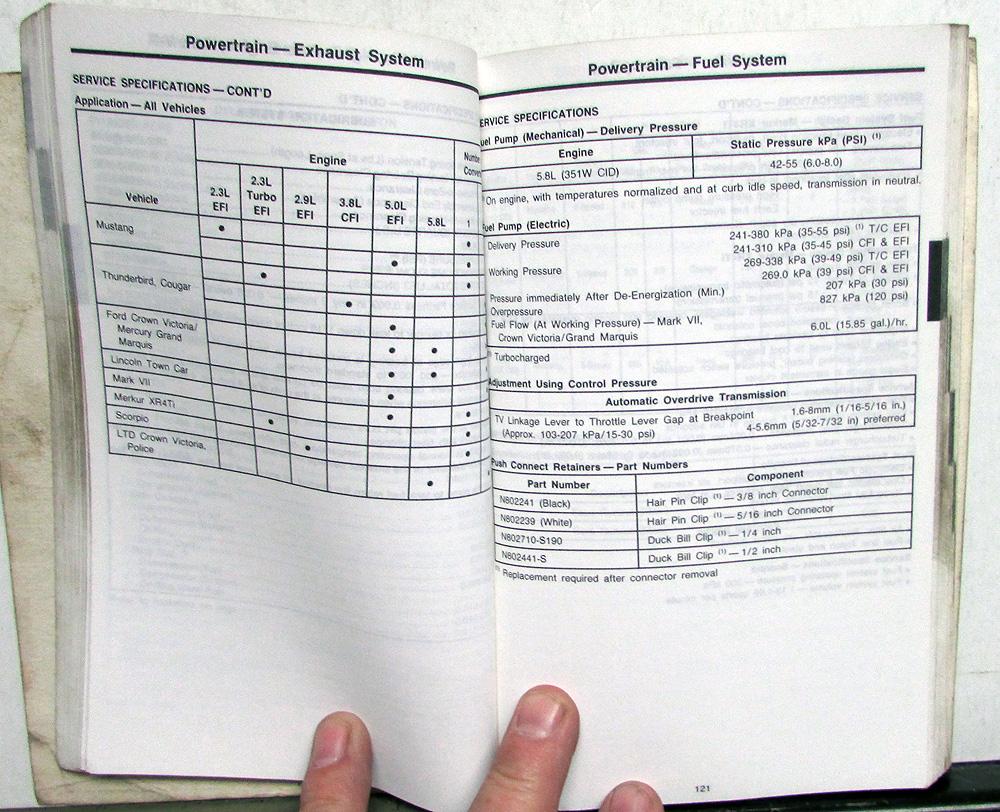 Powertrain — Exhaust System
SERVICE SPECIFICATIONS — CONT'D
Application — All Vehicles
Vehicle
Engine
2.3L EFI
2.3L Turbo EFI
2.9L EFI
3.8L CFI
5.0L EFI
5.8L
1
Mustang
•
•
•
•
Thunderbird, Cougar
•
•
•
Ford Crown Victoria/
Mercury Grand
Marquis
•
•
•
Lincoln Town Car
•
•
Mark VII
•
Merkur XR4Ti
•
•
Scorpio
•
•
LTD Crown Victoria,
Police
•
•
•
Powertrain — Fuel System
SERVICE SPECIFICATIONS
Fuel Pump (Mechanical) — Delivery Pressure
Engine
Static Pressure kPa (PSI) (1)
5.8L (351W CID)
42-55 (6.0-8.0)
On engine, with temperatures normalized and at curb idle speed, transmission in neutral.
Fuel Pump (Electric)
Delivery Pressure
241-380 kPa (35-55 psi) (1) T/C EFI
241-310 kPa (35-45 psi) CFI & EFI
Working Pressure
269-338 kPa (39-49 psi) T/C EFI
269.0 kPa (39 psi) CFI & EFI
Pressure immediately After De-Energization (Min.)
207 kPa (30 psi)
Overpressure
827 kPa (120 psi)
Fuel Flow (At Working Pressure) — Mark VII,
Crown Victoria/Grand Marquis
6.0L (15.85 gal.)/hr.
Turbocharged
Adjustment Using Control Pressure
Automatic Overdrive Transmission
TV Linkage Lever to Throttle Lever Gap at Breakpoint
(Approx. 103-207 kPa/15-30 psi)
1.6-8mm (1/16-5/16 in.)
4-5.6mm (5/32-7/32 in) preferred
Push Connect Retainers — Part Numbers
Part Number
Component
N802241 (Black)
Hair Pin Clip (1) — 3/8 inch Connector
N802239 (White)
Hair Pin Clip (1) — 5/16 inch Connector
N802710-S190
Duck Bill Clip (1) — 1/4 inch
N802441-S
Duck Bill Clip (1) — 1/2 inch
(1) Replacement required after connector removal
121